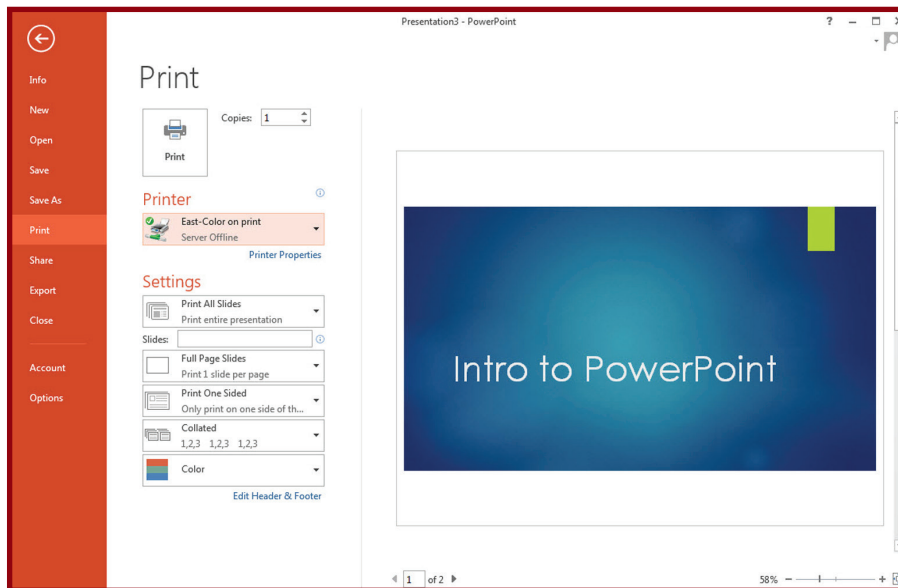 Presentation3 - PowerPoint
?
Info
New
Open
Save
Save As
Print
Share
Export
Close
Account
Options
Print
Print
Copies: 1
Printer
East-Color on print
Server Offline
Printer Properties
Settings
Print All Slides
Print entire presentation
Slides:
Full Page Slides
Print 1 slide per page
Print One Sided
Only print on one side of th...
Collated
1,2,3 1,2,3 1,2,3
Color
Edit Header & Footer
Intro to PowerPoint
1 of 2
58%